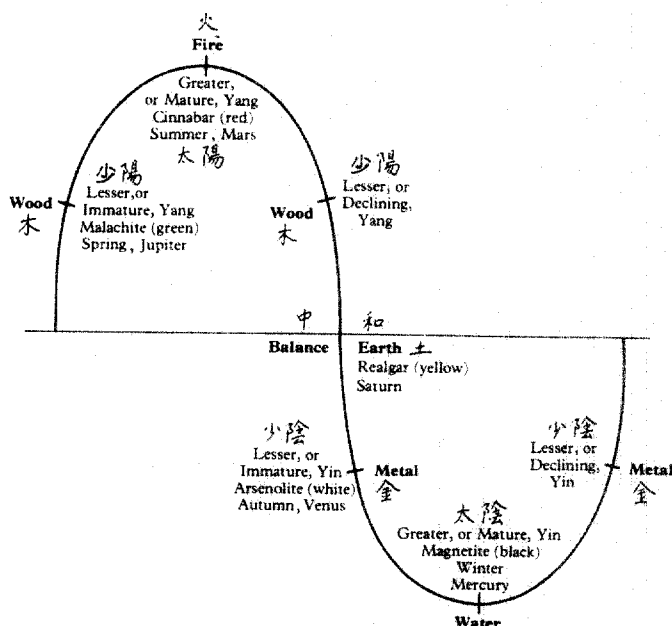 火
Fire
Greater,
or Mature, Yang
Cinnabar (red)
Summer, Mars
太陽
少陽
Lesser, or
Immature, Yang
Malachite (green)
Spring, Jupiter
Wood
木
少陽
Lesser, or
Declining,
Yang
Wood
木
中 和
Balance Earth 土
Realgar (yellow)
Saturn
少陰
Lesser, or
Immature, Yin
Arsenolite (white)
Autumn, Venus
Metal
金
太陰
Greater, or Mature, Yin
Magnetite (black)
Winter
Mercury
Water
少陰
Lesser, or
Declining,
Yin
Metal
金